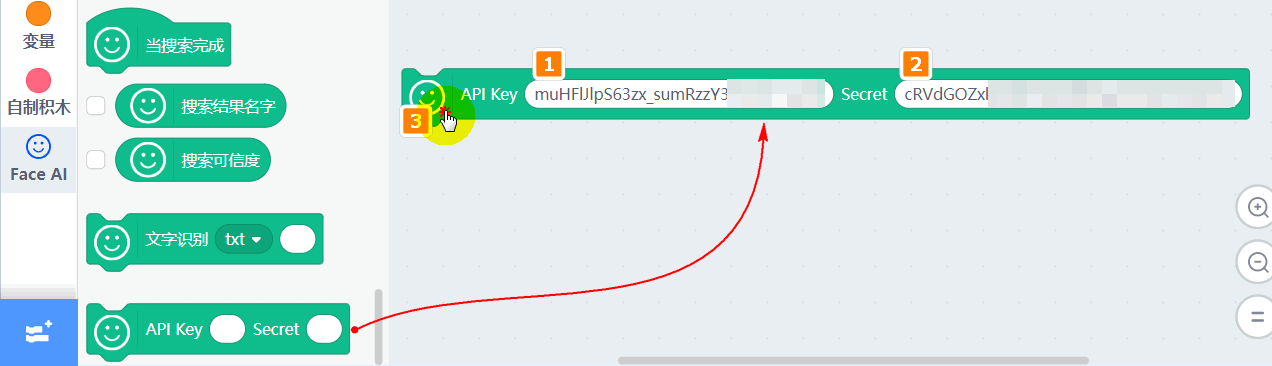 变量
自制积木
Face AI
当搜索完成
搜索结果名字
搜索可信度
文字识别 txt
API Key Secret
1
2
API Key muHFlJlpS63zx_sumRzzY3 Secret cRVdGOZxl
3